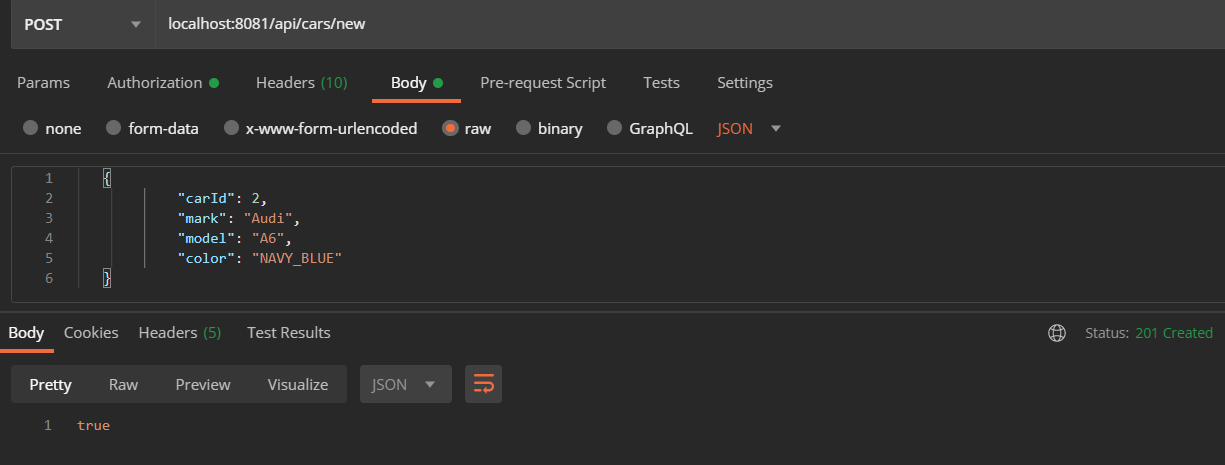 POST localhost:8081/api/cars/new
Params Authorization Headers (10) Body Pre-request Script Tests Settings
none form-data x-www-form-urlencoded raw binary GraphQL JSON
1 {
2 "carId": 2,
3 "mark": "Audi",
4 "model": "A6",
5 "color": "NAVY_BLUE"
6 }
Body Cookies Headers (5) Test Results Status: 201 Created
Pretty Raw Preview Visualize JSON
1 true